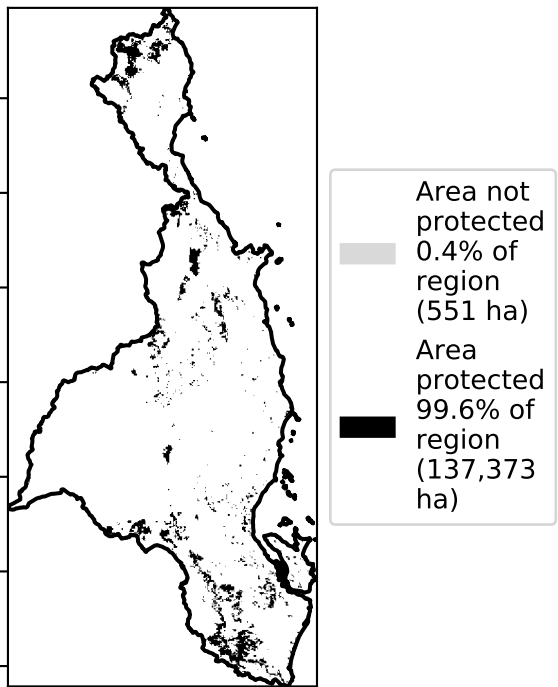 Area not
protected
0.4% of
region
(551 ha)
Area
protected
99.6% of
region
(137,373
ha)